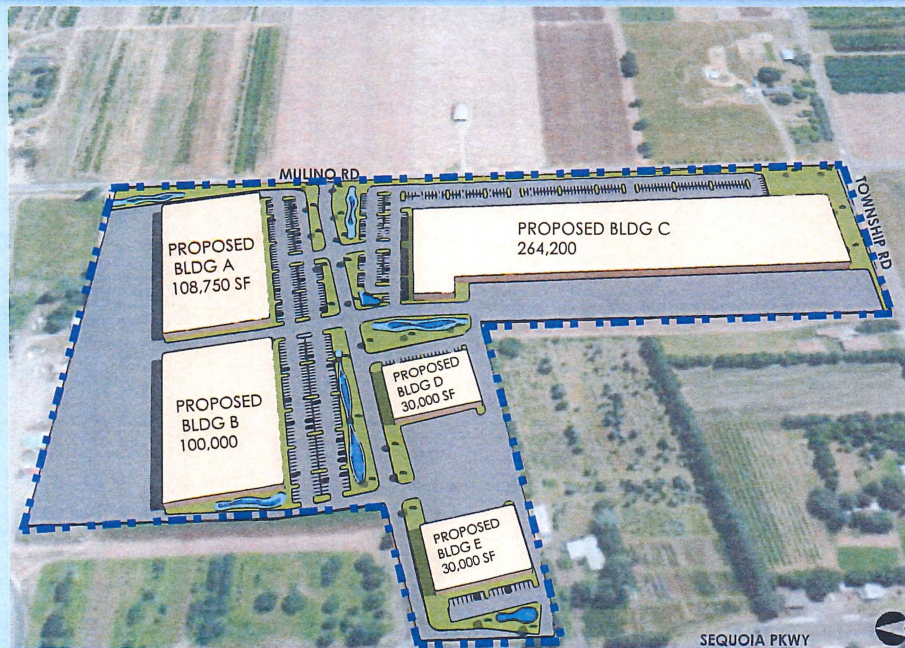 MULINO RD
TOWNSHIP RD
PROPOSED BLDG C
264,200
PROPOSED
BLDG A
108,750 SF
PROPOSED
BLDG D
30,000 SF
PROPOSED
BLDG B
100,000
PROPOSED
BLDG E
30,000 SF
SEQUOIA PKWY